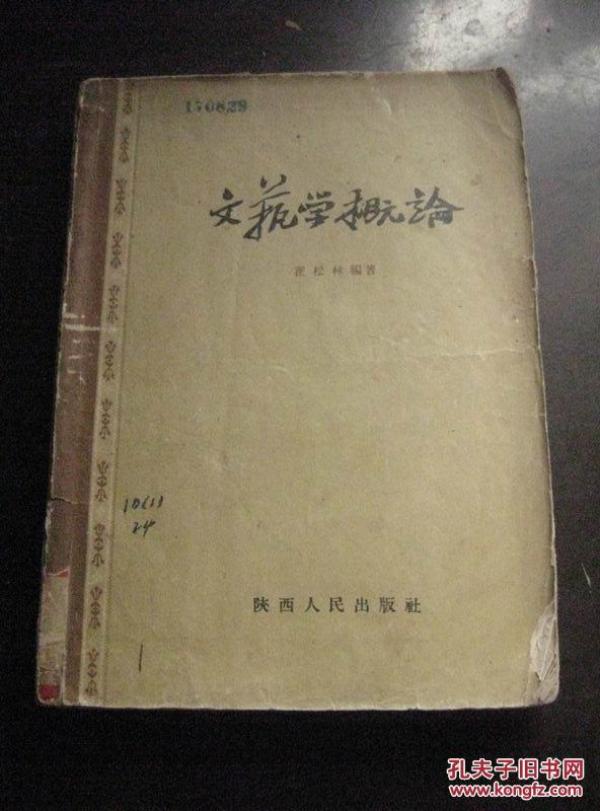 170829
文藝学概論
霍松林編著
10(1)
24
陕西人民出版社
孔夫子旧书网
www.kongfz.com